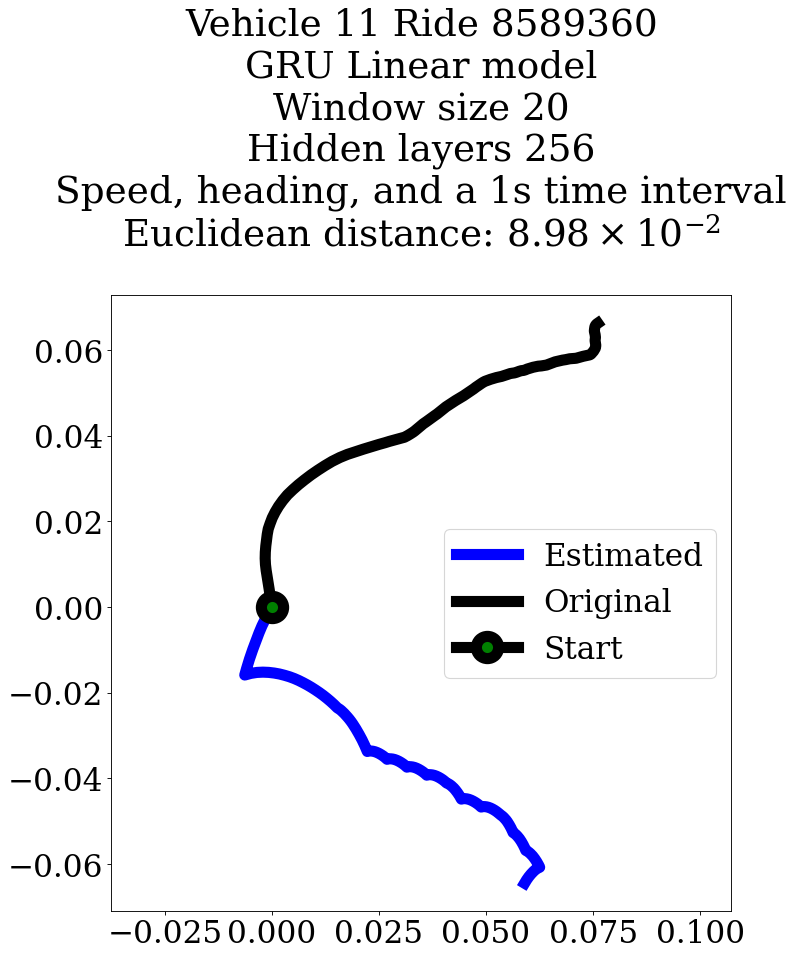 Vehicle 11 Ride 8589360
GRU Linear model
Window size 20
Hidden layers 256
Speed, heading, and a 1s time interval
Euclidean distance: 8.98 × 10⁻²
0.06
0.04
0.02
0.00
−0.02
−0.04
−0.06
Estimated
Original
Start
−0.025 0.000 0.025 0.050 0.075 0.100